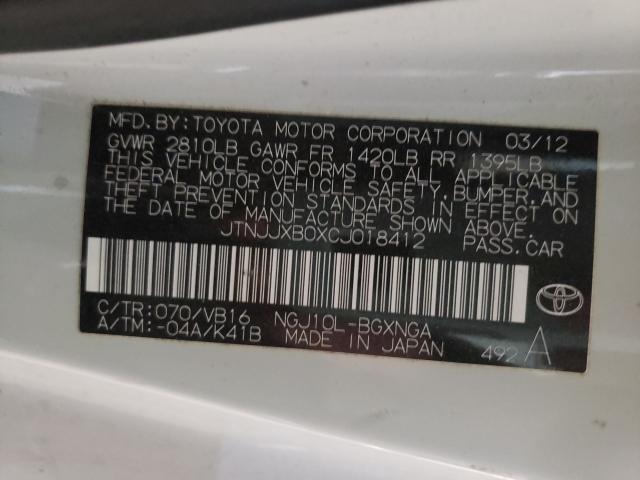 MFD. BY: TOYOTA MOTOR CORPORATION 03/12
GVWR 2810LB GAWR FR 1420LB RR 1395LB
THIS VEHICLE CONFORMS TO ALL APPLICABLE
FEDERAL MOTOR VEHICLE SAFETY, BUMPER, AND
THEFT PREVENTION STANDARDS IN EFFECT ON
THE DATE OF MANUFACTURE SHOWN ABOVE.
JTNJJXB0XCJ018412 PASS. CAR
C/TR: 070/VB16 NGJ10L-BGXNGA
A/TM: -04A/K41B MADE IN JAPAN 492 A